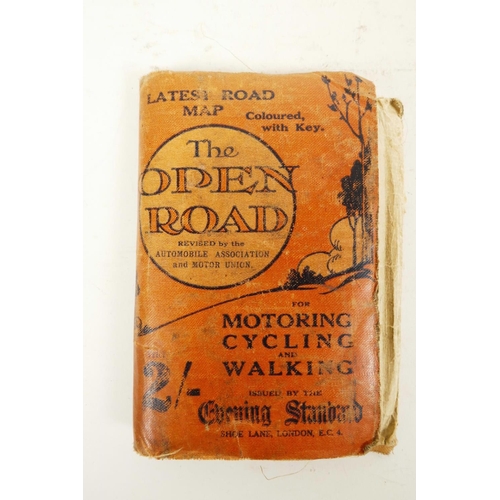 LATEST ROAD
MAP Coloured,
with Key.
The
OPEN
ROAD
REVISED by the
AUTOMOBILE ASSOCIATION
and MOTOR UNION.
FOR
MOTORING
CYCLING
AND
WALKING
2/-
ISSUED BY THE
Evening Standard
SHOE LANE, LONDON, E.C. 4.